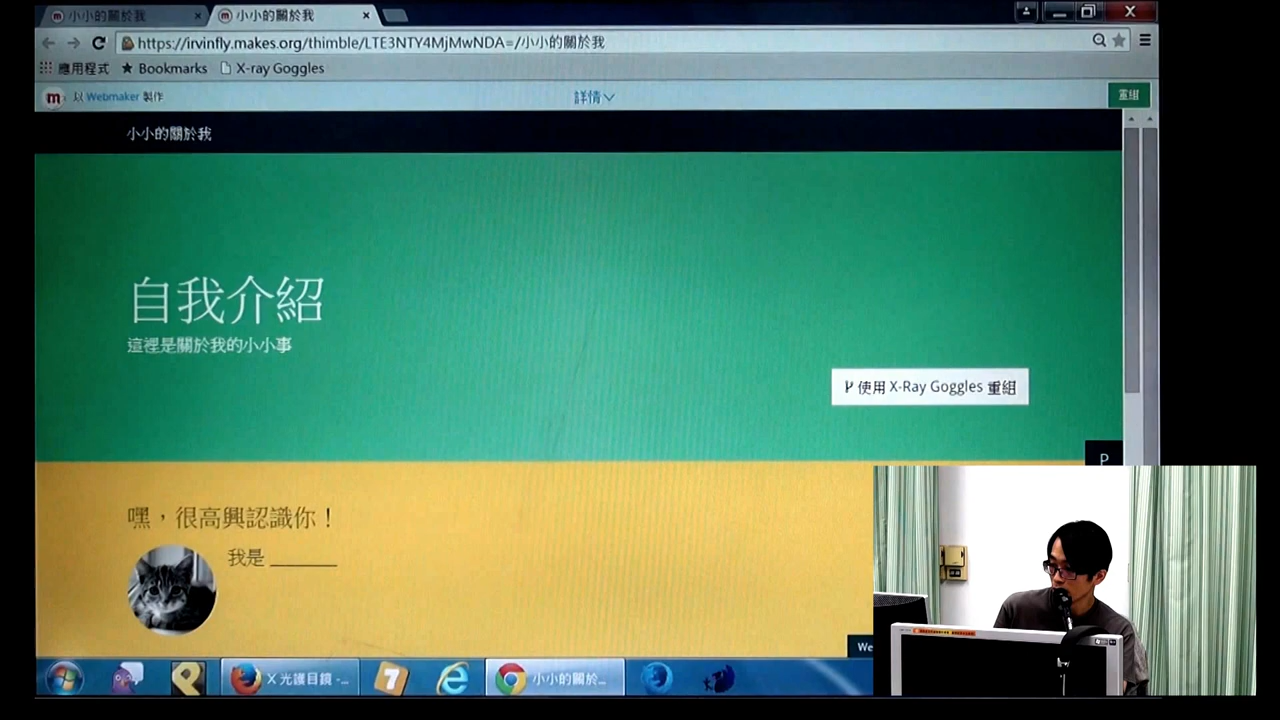 小小的關於我
小小的關於我
https://irvinfly.makes.org/thimble/LTE3NTY4MjMwNDA=/小小的關於我
應用程式 Bookmarks X-ray Goggles
m 以 Webmaker 製作 詳情 重組
小小的關於我
自我介紹
這裡是關於我的小小事
使用 X-Ray Goggles 重組
嘿，很高興認識你！
我是 ______
We
X 光護目鏡 -...
7
小小的關於...